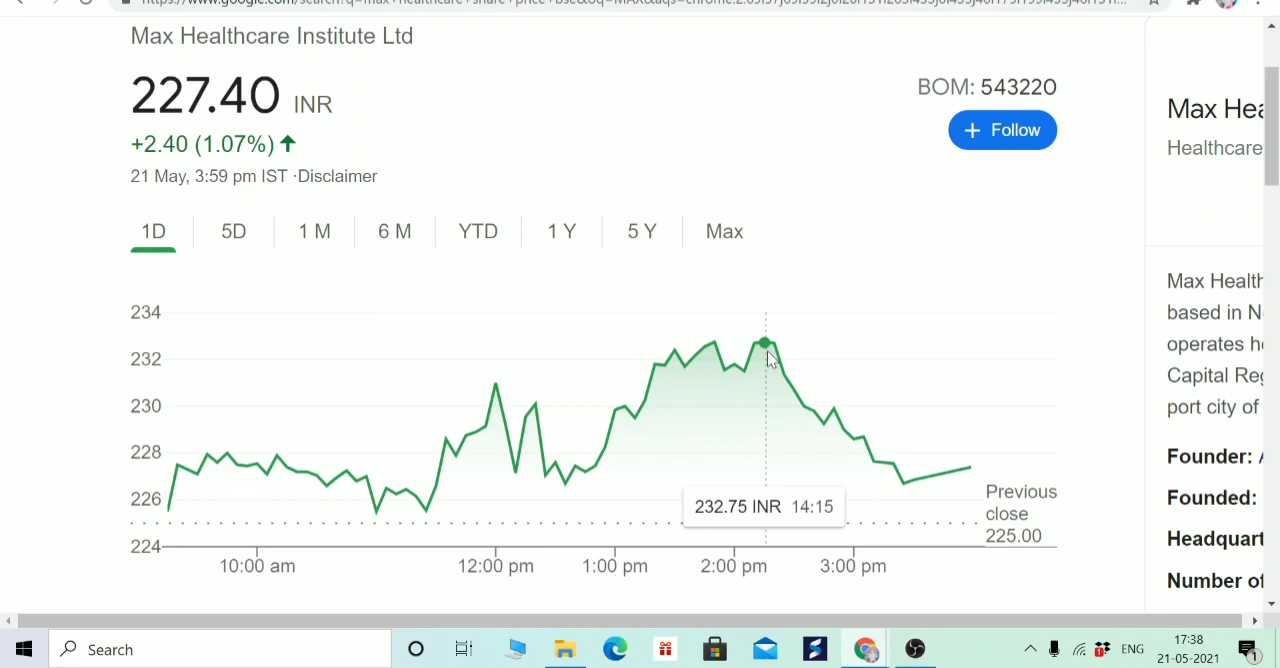 Max Healthcare Institute Ltd
227.40 INR
+2.40 (1.07%)
21 May, 3:59 pm IST ·Disclaimer
BOM: 543220
+ Follow
1D 5D 1 M 6 M YTD 1 Y 5 Y Max
234
232
230
228
226
224
232.75 INR 14:15
Previous
close
225.00
10:00 am 12:00 pm 1:00 pm 2:00 pm 3:00 pm
Max Hea
Healthcare
Max Health
based in N
operates h
Capital Reg
port city of
Founder:
Founded:
Headquart
Number of
Search
ENG
17:38
21-05-2021
1